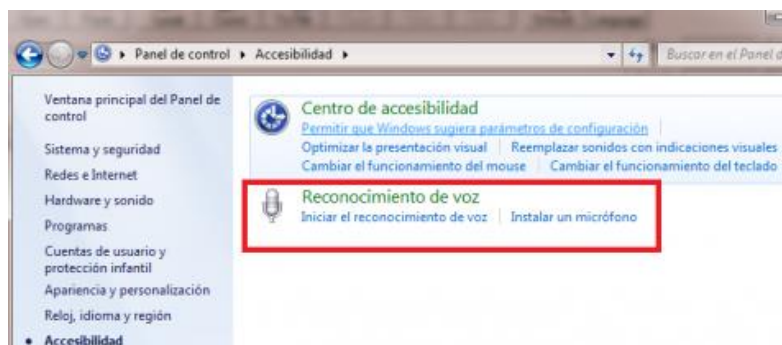 Panel de control ▸ Accesibilidad ▸
Buscar en el Panel d
Ventana principal del Panel de
control
Sistema y seguridad
Redes e Internet
Hardware y sonido
Programas
Cuentas de usuario y
protección infantil
Apariencia y personalización
Reloj, idioma y región
Accesibilidad
Centro de accesibilidad
Permitir que Windows sugiera parámetros de configuración
Optimizar la presentación visual Reemplazar sonidos con indicaciones visuales
Cambiar el funcionamiento del mouse Cambiar el funcionamiento del teclado
Reconocimiento de voz
Iniciar el reconocimiento de voz Instalar un micrófono